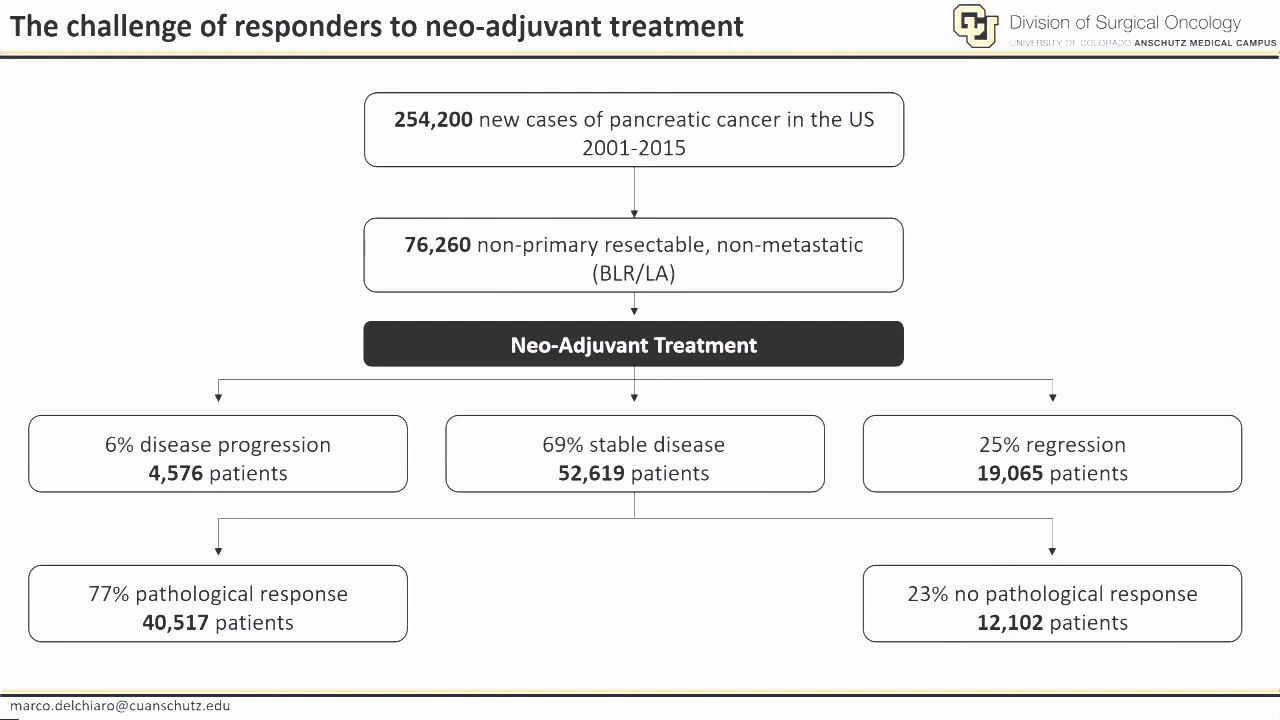 The challenge of responders to neo-adjuvant treatment
Division of Surgical Oncology
UNIVERSITY OF COLORADO ANSCHUTZ MEDICAL CAMPUS
254,200 new cases of pancreatic cancer in the US
2001-2015
76,260 non-primary resectable, non-metastatic
(BLR/LA)
Neo-Adjuvant Treatment
6% disease progression
4,576 patients
69% stable disease
52,619 patients
25% regression
19,065 patients
77% pathological response
40,517 patients
23% no pathological response
12,102 patients
marco.delchiaro@cuanschutz.edu